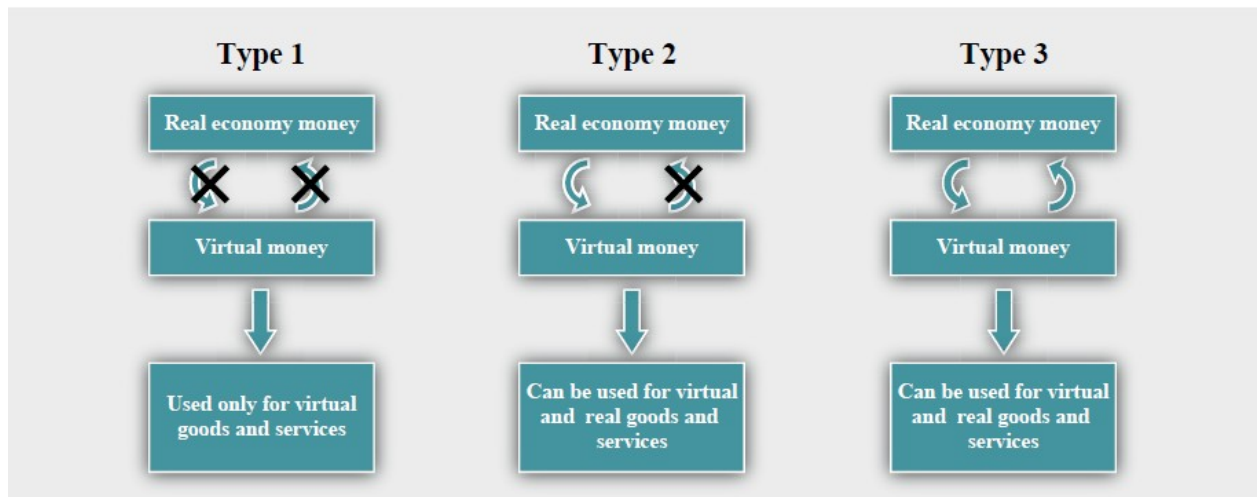 Type 1
Type 2
Type 3
Real economy money
Real economy money
Real economy money
Virtual money
Virtual money
Virtual money
Used only for virtual
goods and services
Can be used for virtual
and real goods and
services
Can be used for virtual
and real goods and
services